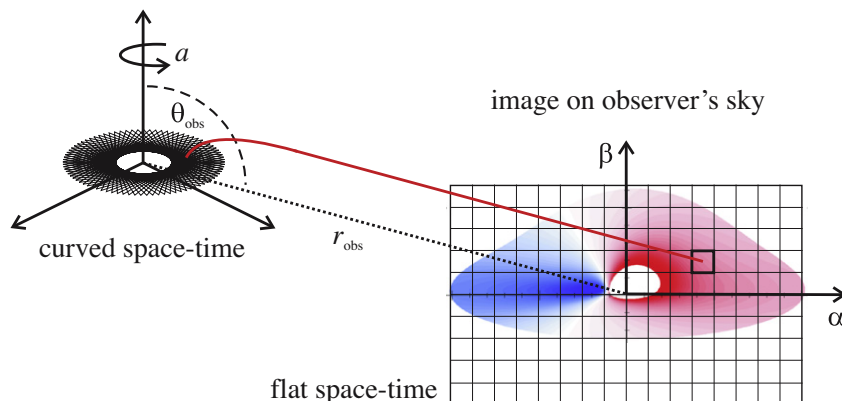 a
θobs
image on observer's sky
β
robs
curved space-time
α
flat space-time